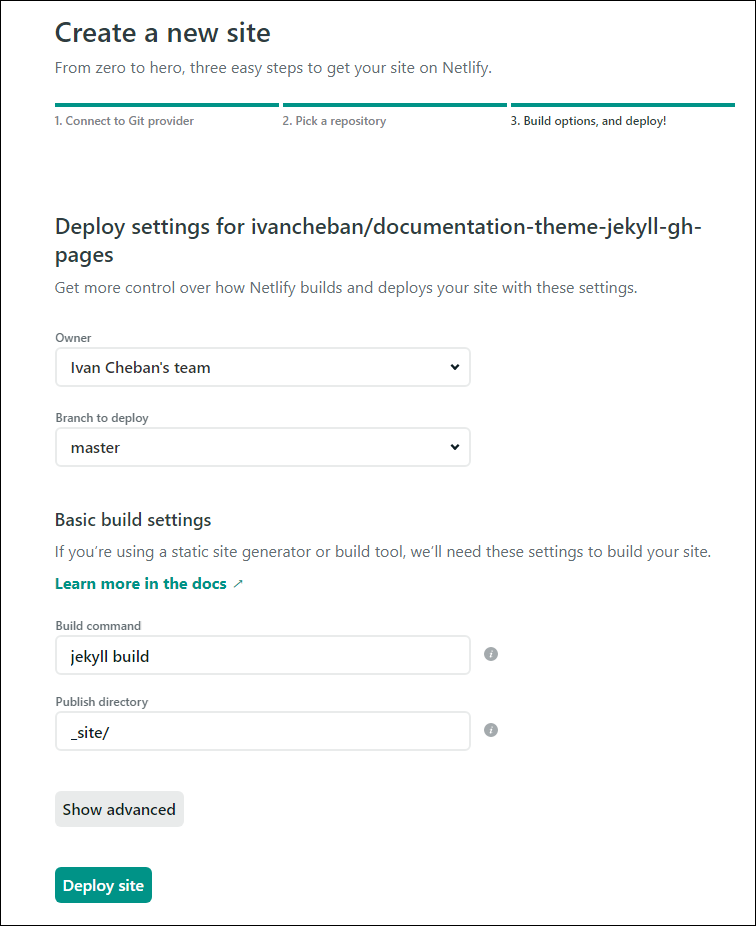 Create a new site
From zero to hero, three easy steps to get your site on Netlify.
1. Connect to Git provider
2. Pick a repository
3. Build options, and deploy!
Deploy settings for ivancheban/documentation-theme-jekyll-gh-
pages
Get more control over how Netlify builds and deploys your site with these settings.
Owner
Ivan Cheban's team
Branch to deploy
master
Basic build settings
If you’re using a static site generator or build tool, we’ll need these settings to build your site.
Learn more in the docs ↗
Build command
jekyll build
i
Publish directory
_site/
i
Show advanced
Deploy site